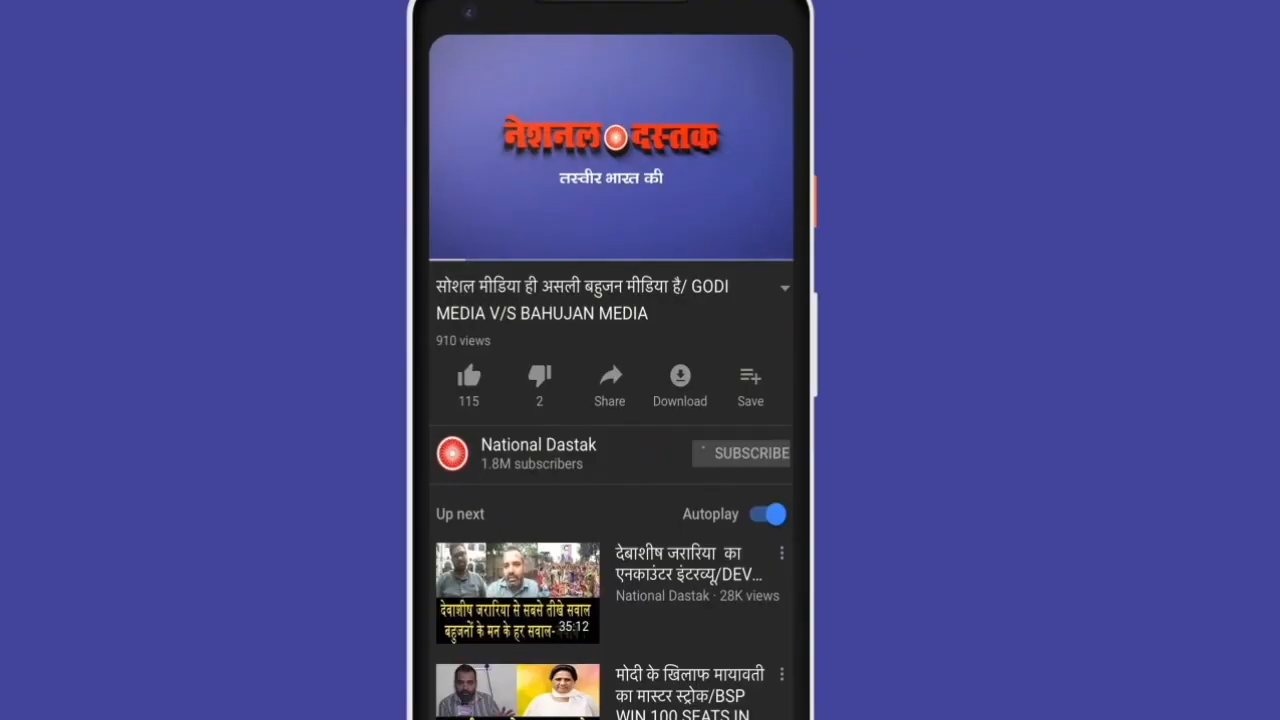 नेशनल दस्तक
तस्वीर भारत की
सोशल मीडिया ही असली बहुजन मीडिया है/ GODI
MEDIA V/S BAHUJAN MEDIA
910 views
115
2
Share
Download
Save
National Dastak
1.8M subscribers
SUBSCRIBE
Up next
Autoplay
देबाशीष जरारिया का
एनकाउंटर इंटरव्यू/DEV...
National Dastak · 28K views
देवाशीष जरारिया से सबसे तीखे सवाल
बहुजनों के मन के हर सवाल-
35:12
मोदी के खिलाफ मायावती
का मास्टर स्ट्रोक/BSP
WIN 100 SEATS IN